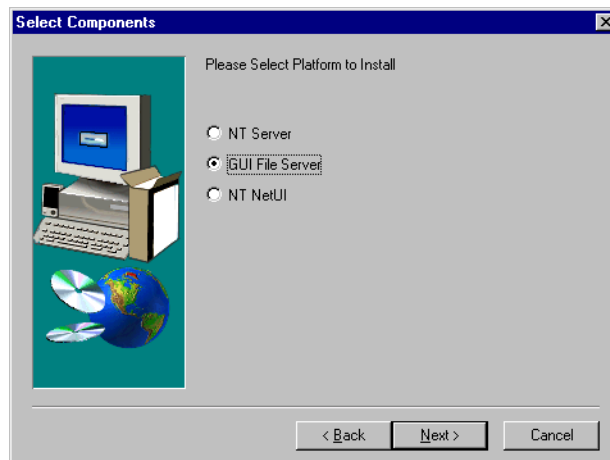 Select Components
Please Select Platform to Install
NT Server
GUI File Server
NT NetUI
< Back
Next >
Cancel